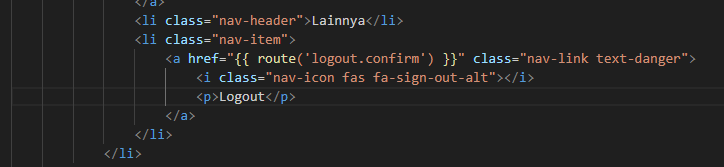 </a>
<li class="nav-header">Lainnya</li>
<li class="nav-item">
<a href="{{ route('logout.confirm') }}" class="nav-link text-danger">
<i class="nav-icon fas fa-sign-out-alt"></i>
<p>Logout</p>
</a>
</li>
</li>